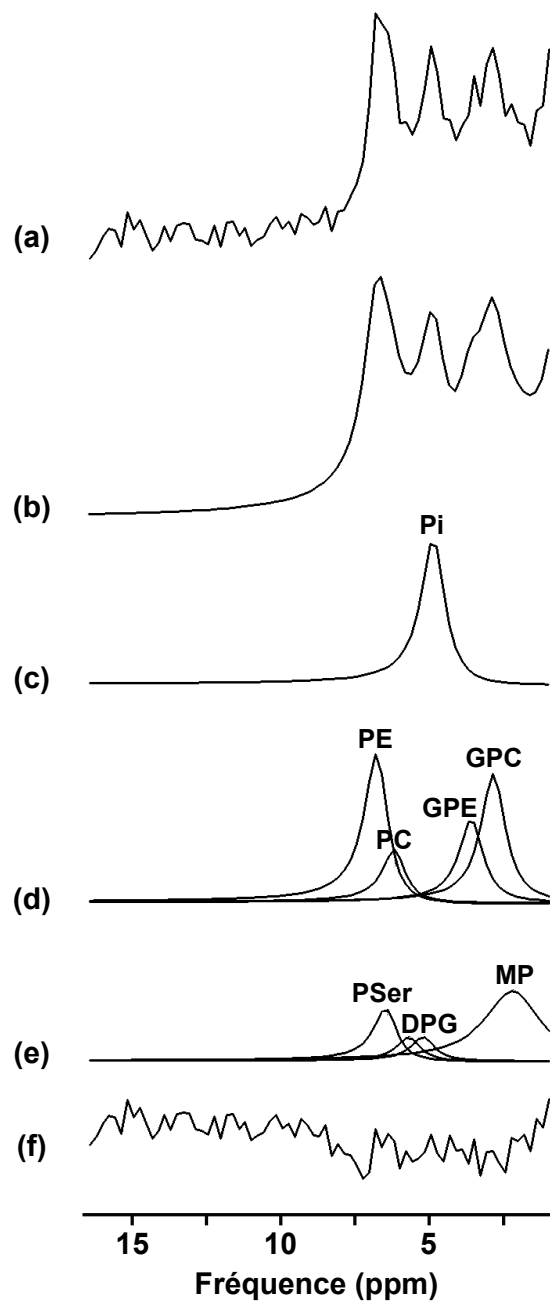 (a)
(b)
Pi
(c)
PE
GPC
GPE
PC
(d)
MP
PSer
DPG
(e)
(f)
15 10 5
Fréquence (ppm)